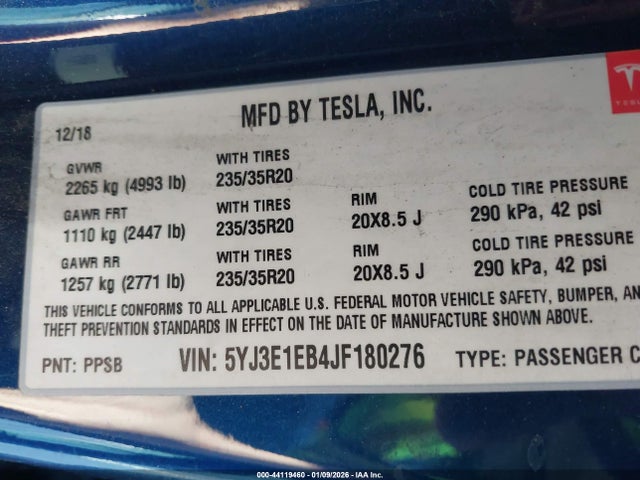 MFD BY TESLA, INC.
TESLA
12/18
GVWR
2265 kg (4993 lb)
WITH TIRES
235/35R20
GAWR FRT
1110 kg (2447 lb)
WITH TIRES
235/35R20
RIM
20X8.5 J
COLD TIRE PRESSURE
290 kPa, 42 psi
GAWR RR
1257 kg (2771 lb)
WITH TIRES
235/35R20
RIM
20X8.5 J
COLD TIRE PRESSURE
290 kPa, 42 psi
THIS VEHICLE CONFORMS TO ALL APPLICABLE U.S. FEDERAL MOTOR VEHICLE SAFETY, BUMPER, AN
THEFT PREVENTION STANDARDS IN EFFECT ON THE DATE OF MANUFACTURE SHOWN ABOVE.
PNT: PPSB VIN: 5YJ3E1EB4JF180276 TYPE: PASSENGER C
000-44119460 - 01/09/2026 - IAA Inc.